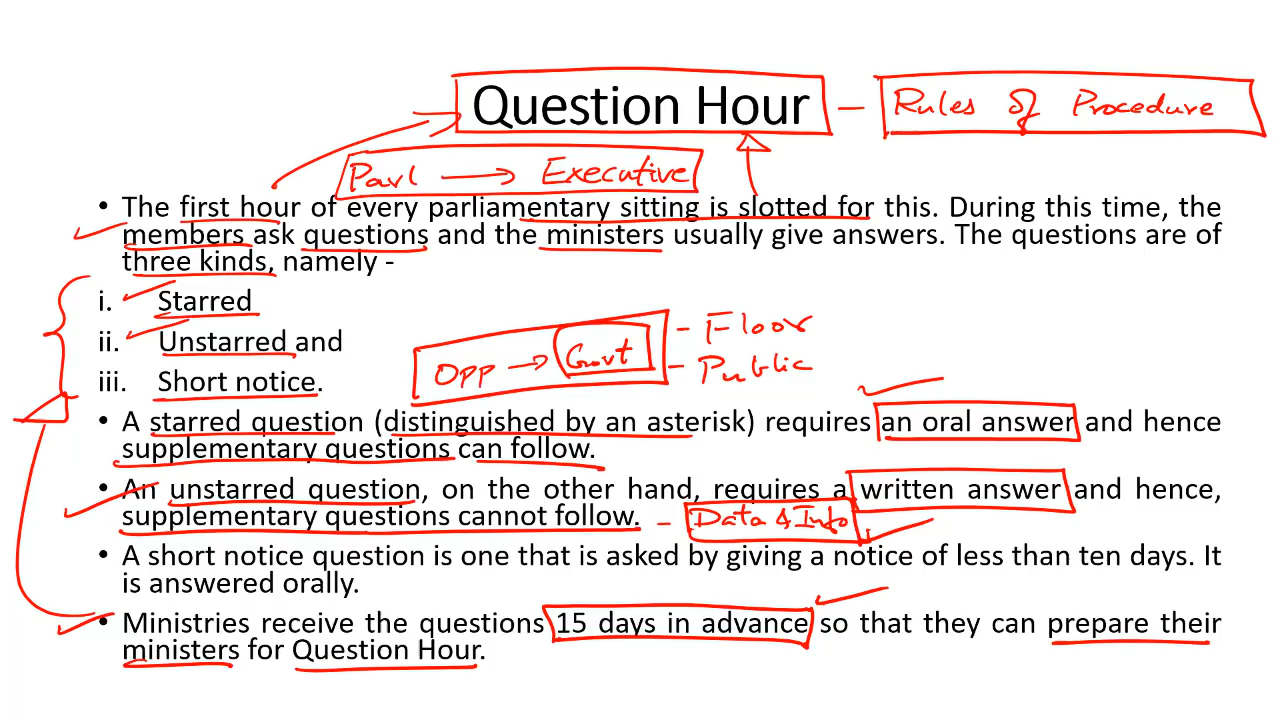 Question Hour – Rules of Procedure
Parl → Executive
• The first hour of every parliamentary sitting is slotted for this. During this time, the
members ask questions and the ministers usually give answers. The questions are of
three kinds, namely -
i. Starred
ii. Unstarred and
iii. Short notice.
Opp → Govt
- Floor
- Public
• A starred question (distinguished by an asterisk) requires an oral answer and hence
supplementary questions can follow.
• An unstarred question, on the other hand, requires a written answer and hence,
supplementary questions cannot follow. - Data & Info
• A short notice question is one that is asked by giving a notice of less than ten days. It
is answered orally.
• Ministries receive the questions 15 days in advance so that they can prepare their
ministers for Question Hour.